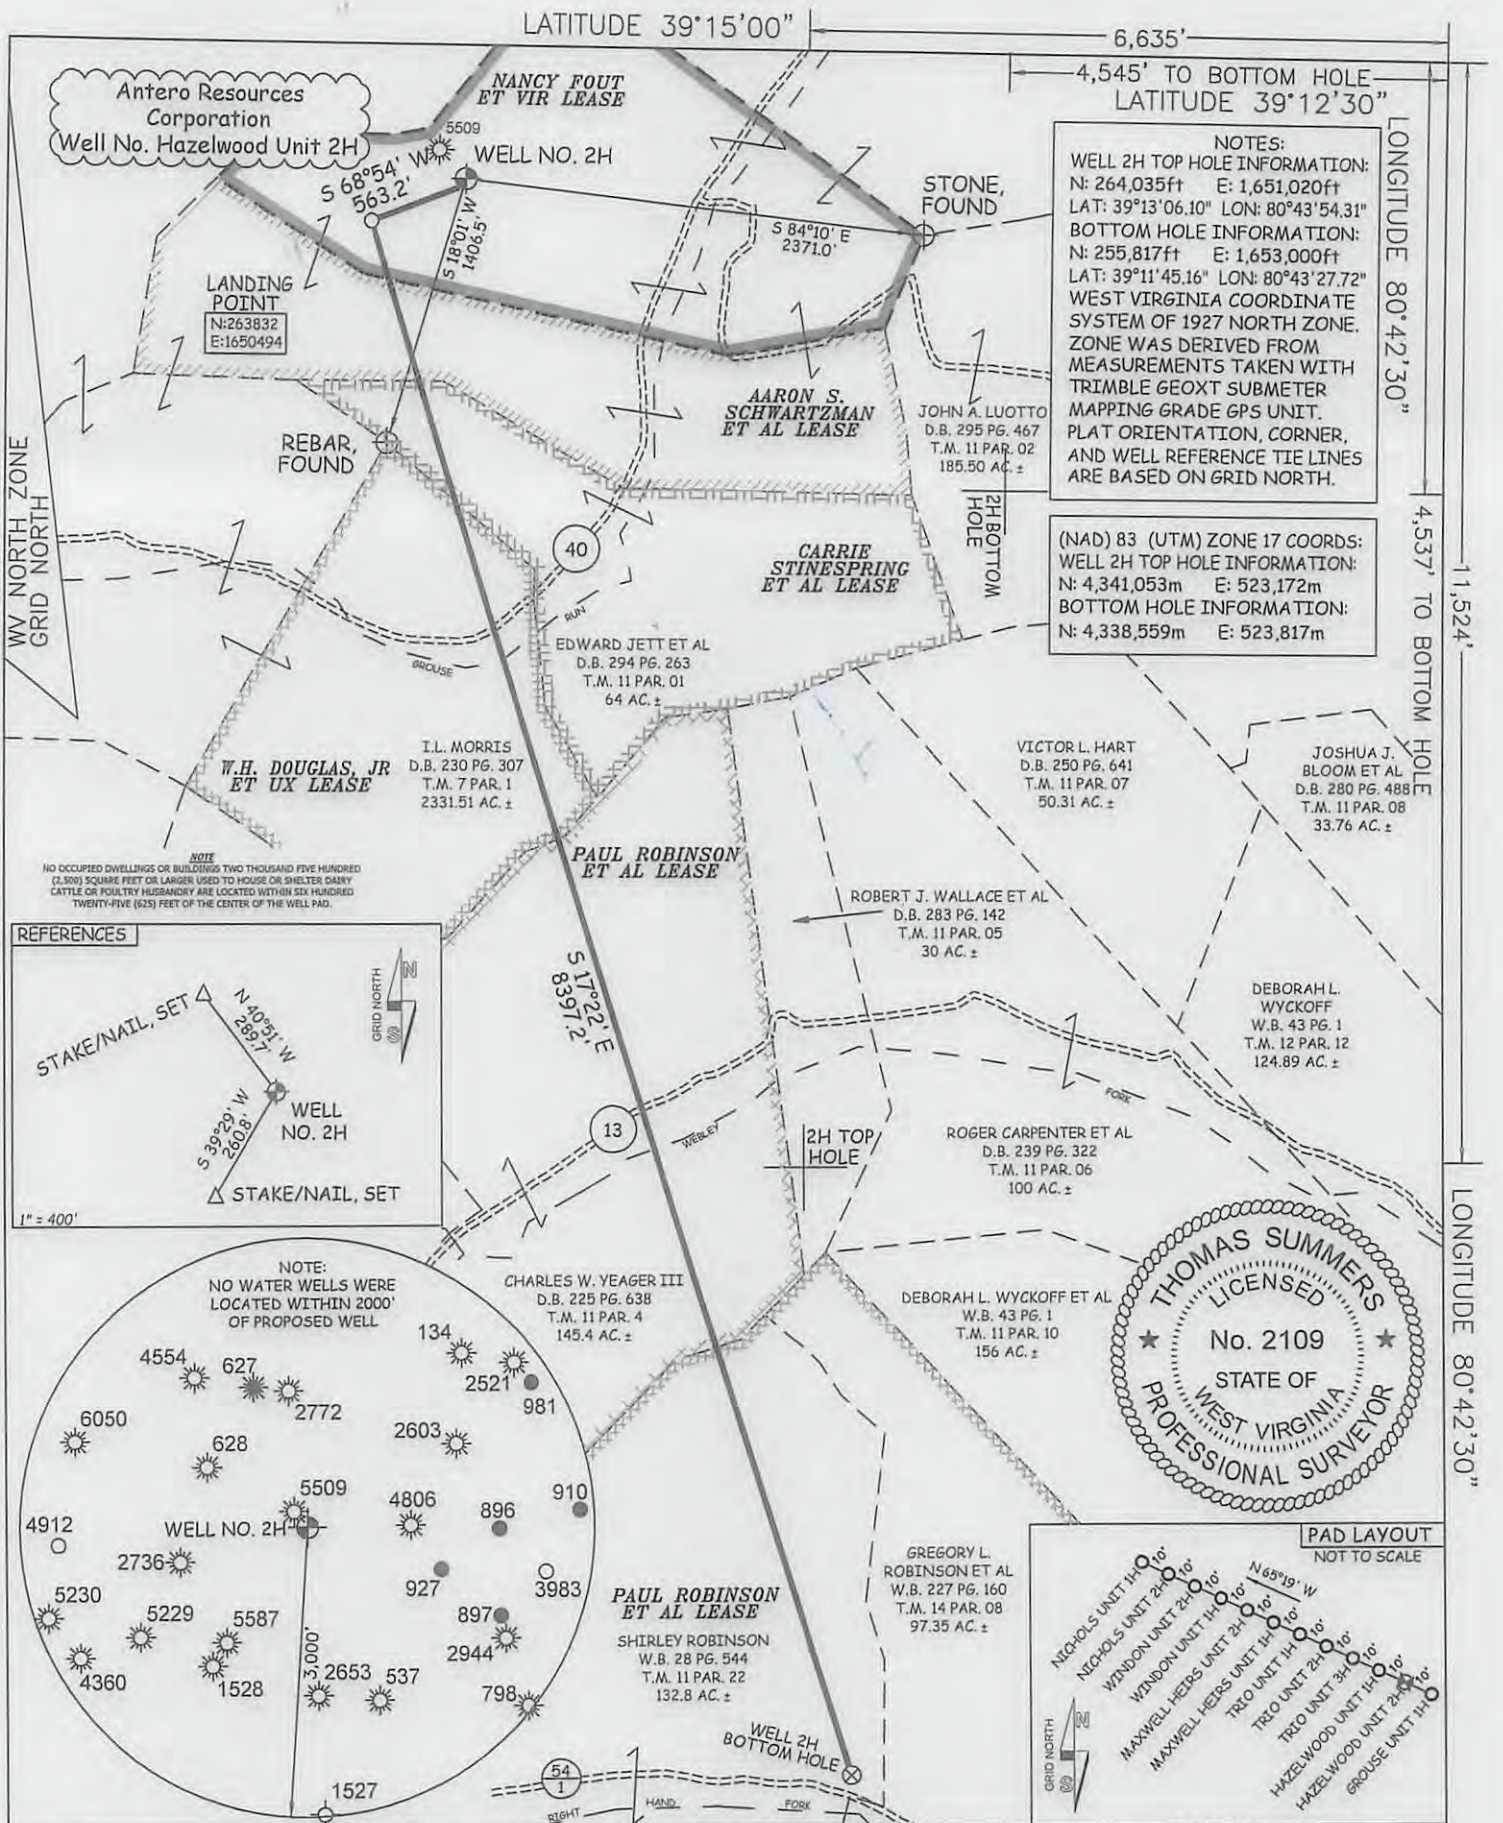 LATITUDE 39°15'00"
6,635'
4,545' TO BOTTOM HOLE
LATITUDE 39°12'30"
Antero Resources
Corporation
Well No. Hazelwood Unit 2H
NANCY FOUT
ET VIR LEASE
5509
WELL NO. 2H
S 68°54' W
563.2'
S 18°01' W
1406.5'
S 84°10' E
2371.0'
STONE,
FOUND
LANDING
POINT
N:263832
E:1650494
NOTES:
WELL 2H TOP HOLE INFORMATION:
N: 264,035ft E: 1,651,020ft
LAT: 39°13'06.10" LON: 80°43'54.31"
BOTTOM HOLE INFORMATION:
N: 255,817ft E: 1,653,000ft
LAT: 39°11'45.16" LON: 80°43'27.72"
WEST VIRGINIA COORDINATE
SYSTEM OF 1927 NORTH ZONE.
ZONE WAS DERIVED FROM
MEASUREMENTS TAKEN WITH
TRIMBLE GEOXT SUBMETER
MAPPING GRADE GPS UNIT.
PLAT ORIENTATION, CORNER,
AND WELL REFERENCE TIE LINES
ARE BASED ON GRID NORTH.
LONGITUDE 80°42'30"
AARON S.
SCHWARTZMAN
ET AL LEASE
JOHN A. LUOTTO
D.B. 295 PG. 467
T.M. 11 PAR. 02
185.50 AC. ±
REBAR,
FOUND
WV NORTH ZONE
GRID NORTH
2H BOTTOM
HOLE
40
CARRIE
STINESPRING
ET AL LEASE
(NAD) 83 (UTM) ZONE 17 COORDS:
WELL 2H TOP HOLE INFORMATION:
N: 4,341,053m E: 523,172m
BOTTOM HOLE INFORMATION:
N: 4,338,559m E: 523,817m
4,537' TO BOTTOM HOLE
11,524'
RUN
GROUSE
EDWARD JETT ET AL
D.B. 294 PG. 263
T.M. 11 PAR. 01
64 AC. ±
W.H. DOUGLAS, JR
ET UX LEASE
I.L. MORRIS
D.B. 230 PG. 307
T.M. 7 PAR. 1
2331.51 AC. ±
VICTOR L. HART
D.B. 250 PG. 641
T.M. 11 PAR. 07
50.31 AC. ±
JOSHUA J.
BLOOM ET AL
D.B. 280 PG. 488
T.M. 11 PAR. 08
33.76 AC. ±
NOTE
NO OCCUPIED DWELLINGS OR BUILDINGS TWO THOUSAND FIVE HUNDRED
(2,500) SQUARE FEET OR LARGER USED TO HOUSE OR SHELTER DAIRY
CATTLE OR POULTRY HUSBANDRY ARE LOCATED WITHIN SIX HUNDRED
TWENTY-FIVE (625) FEET OF THE CENTER OF THE WELL PAD.
PAUL ROBINSON
ET AL LEASE
ROBERT J. WALLACE ET AL
D.B. 283 PG. 142
T.M. 11 PAR. 05
30 AC. ±
REFERENCES
STAKE/NAIL, SET
N 40°51' W
289.7'
GRID NORTH
N
S
WELL
NO. 2H
S 39°29' W
260.8'
STAKE/NAIL, SET
1" = 400'
S 17°22' E
8397.2'
DEBORAH L.
WYCKOFF
W.B. 43 PG. 1
T.M. 12 PAR. 12
124.89 AC. ±
13
WEBLEY
FORK
2H TOP
HOLE
ROGER CARPENTER ET AL
D.B. 239 PG. 322
T.M. 11 PAR. 06
100 AC. ±
LONGITUDE 80°42'30"
CHARLES W. YEAGER III
D.B. 225 PG. 638
T.M. 11 PAR. 4
145.4 AC. ±
DEBORAH L. WYCKOFF ET AL
W.B. 43 PG. 1
T.M. 11 PAR. 10
156 AC. ±
THOMAS SUMMERS
LICENSED
No. 2109
STATE OF
WEST VIRGINIA
PROFESSIONAL SURVEYOR
NOTE:
NO WATER WELLS WERE
LOCATED WITHIN 2000'
OF PROPOSED WELL
134
4554
627
2521
981
2772
6050
2603
628
5509
4806
896
910
4912
WELL NO. 2H
2736
927
3983
5230
5229
5587
897
2944
4360
1528
3,000'
2653
537
798
1527
PAUL ROBINSON
ET AL LEASE
SHIRLEY ROBINSON
W.B. 28 PG. 544
T.M. 11 PAR. 22
132.8 AC. ±
GREGORY L.
ROBINSON ET AL
W.B. 227 PG. 160
T.M. 14 PAR. 08
97.35 AC. ±
WELL 2H
BOTTOM HOLE
54
1
RIGHT
HAND
FORK
PAD LAYOUT
NOT TO SCALE
N 65°19' W
NICHOLS UNIT 1H
10'
NICHOLS UNIT 2H
10'
WINDON UNIT 2H
10'
WINDON UNIT 1H
10'
MAXWELL HEIRS UNIT 2H
10'
MAXWELL HEIRS UNIT 1H
10'
TRIO UNIT 1H
10'
TRIO UNIT 2H
10'
TRIO UNIT 3H
10'
HAZELWOOD UNIT 1H
10'
HAZELWOOD UNIT 2H
10'
GROUSE UNIT 1H
GRID NORTH
N
S